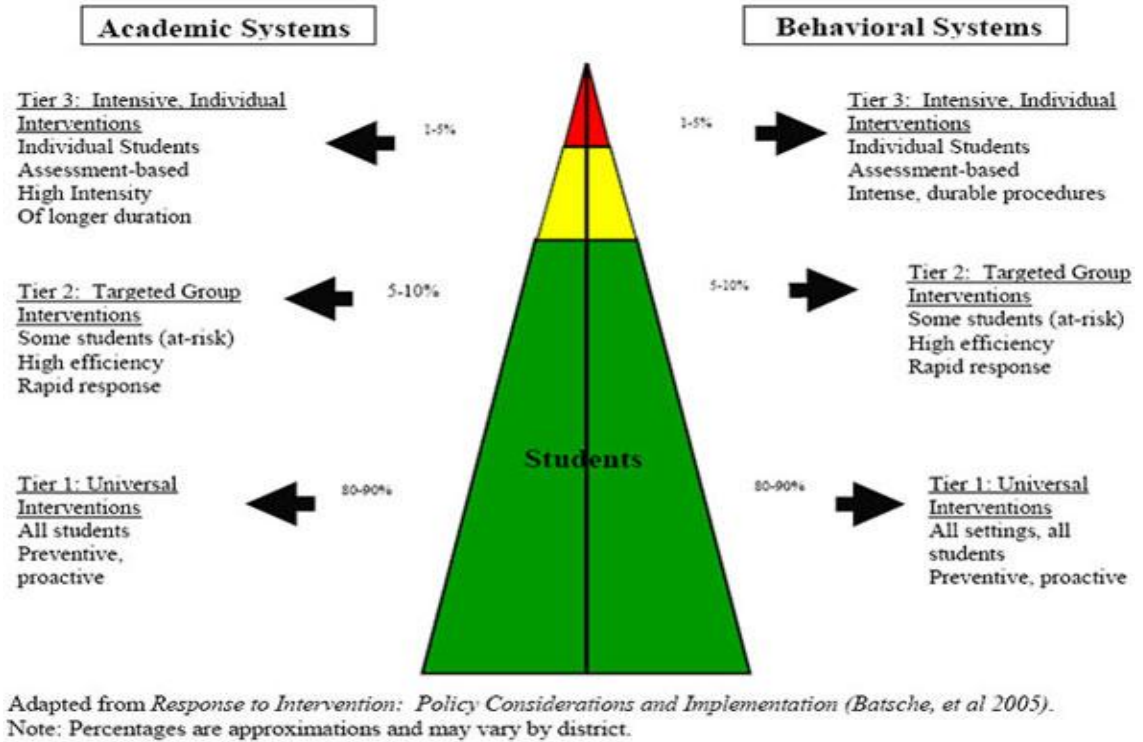 Academic Systems
Behavioral Systems
Tier 3: Intensive, Individual
Interventions
Individual Students
Assessment-based
High Intensity
Of longer duration
1-5%
1-5%
Tier 3: Intensive, Individual
Interventions
Individual Students
Assessment-based
Intense, durable procedures
Tier 2: Targeted Group
Interventions
Some students (at-risk)
High efficiency
Rapid response
5-10%
5-10%
Tier 2: Targeted Group
Interventions
Some students (at-risk)
High efficiency
Rapid response
Students
Tier 1: Universal
Interventions
All students
Preventive,
proactive
80-90%
80-90%
Tier 1: Universal
Interventions
All settings, all
students
Preventive, proactive
Adapted from Response to Intervention: Policy Considerations and Implementation (Batsche, et al 2005).
Note: Percentages are approximations and may vary by district.